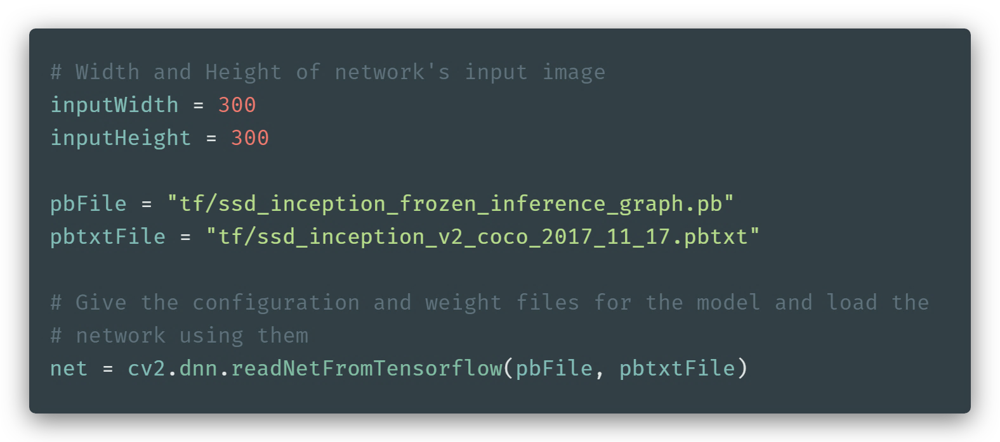 # Width and Height of network's input image
inputWidth = 300
inputHeight = 300
pbFile = "tf/ssd_inception_frozen_inference_graph.pb"
pbtxtFile = "tf/ssd_inception_v2_coco_2017_11_17.pbtxt"
# Give the configuration and weight files for the model and load the
# network using them
net = cv2.dnn.readNetFromTensorflow(pbFile, pbtxtFile)